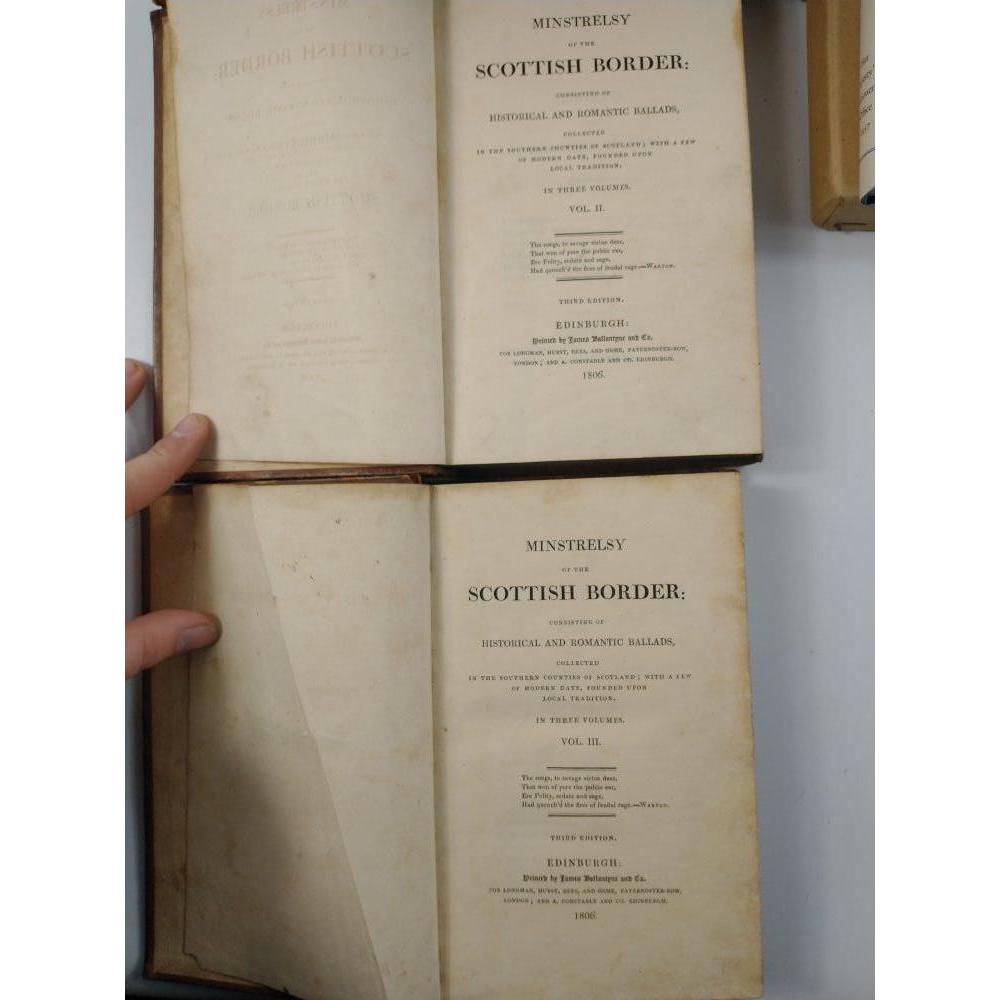 MINSTRELSY
OF THE
SCOTTISH BORDER:
CONSISTING OF
HISTORICAL AND ROMANTIC BALLADS,
COLLECTED
IN THE SOUTHERN COUNTIES OF SCOTLAND; WITH A FEW
OF MODERN DATE, FOUNDED UPON
LOCAL TRADITION.
IN THREE VOLUMES.
VOL. II.
The songs, to savage virtue dear,
That won of yore the public ear,
Ere Polity, sedate and sage,
Had quench'd the fires of feudal rage.—WARTON.
THIRD EDITION.
EDINBURGH:
Printed by James Ballantyne and Co.
FOR LONGMAN, HURST, REES, AND ORME, PATERNOSTER-ROW,
LONDON; AND A. CONSTABLE AND CO. EDINBURGH.
1806.
MINSTRELSY
OF THE
SCOTTISH BORDER:
CONSISTING OF
HISTORICAL AND ROMANTIC BALLADS,
COLLECTED
IN THE SOUTHERN COUNTIES OF SCOTLAND; WITH A FEW
OF MODERN DATE, FOUNDED UPON
LOCAL TRADITION.
IN THREE VOLUMES.
VOL. III.
The songs, to savage virtue dear,
That won of yore the public ear,
Ere Polity, sedate and sage,
Had quench'd the fires of feudal rage.—WARTON.
THIRD EDITION.
EDINBURGH:
Printed by James Ballantyne and Co.
FOR LONGMAN, HURST, REES, AND ORME, PATERNOSTER-ROW,
LONDON; AND A. CONSTABLE AND CO. EDINBURGH.
1806.